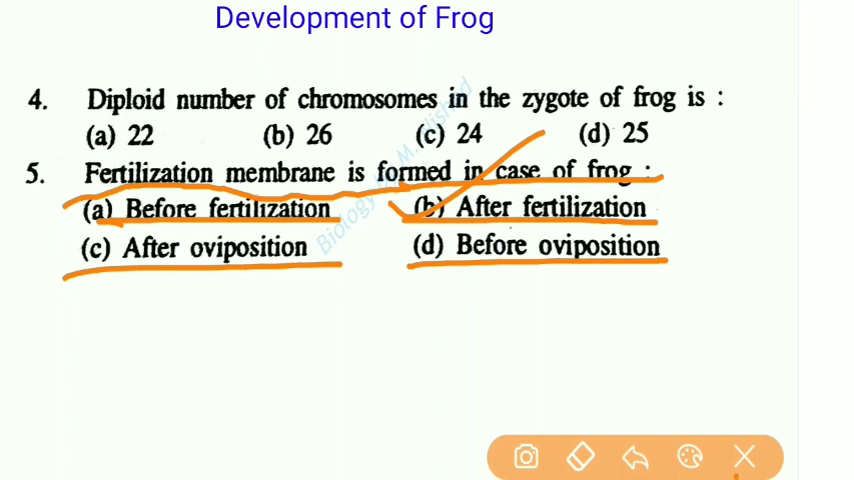 Development of Frog
4. Diploid number of chromosomes in the zygote of frog is :
(a) 22 (b) 26 (c) 24 (d) 25
5. Fertilization membrane is formed in case of frog :
(a) Before fertilization (b) After fertilization
(c) After oviposition (d) Before oviposition
Biology M.